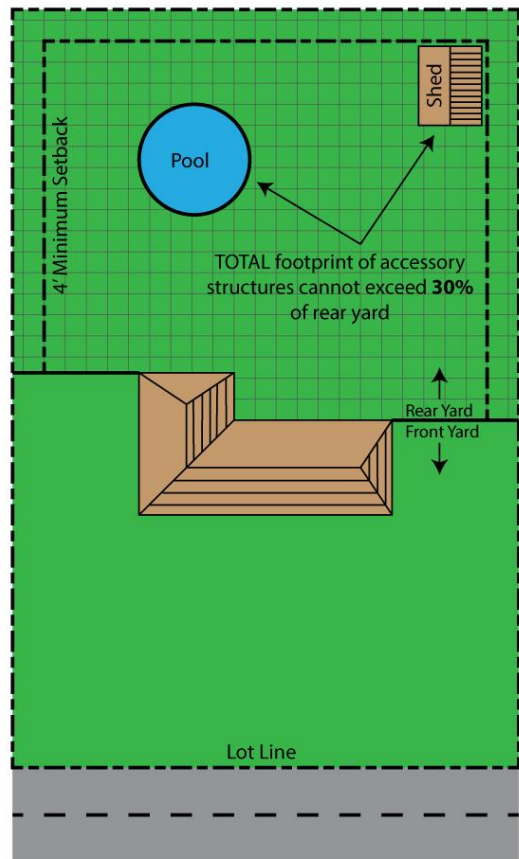 Shed
Pool
4' Minimum Setback
TOTAL footprint of accessory
structures cannot exceed 30%
of rear yard
Rear Yard
Front Yard
Lot Line